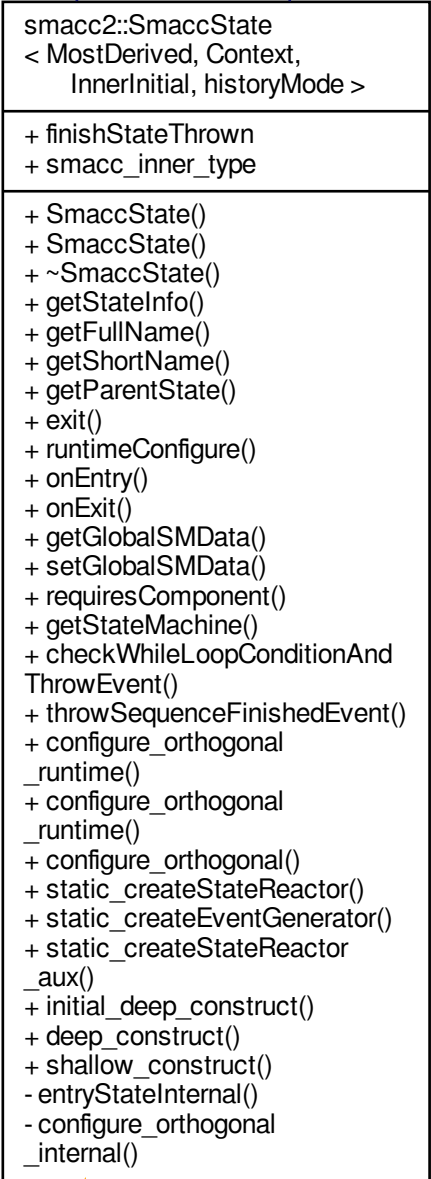 smacc2::SmaccState
< MostDerived, Context,
InnerInitial, historyMode >
+ finishStateThrown
+ smacc_inner_type
+ SmaccState()
+ SmaccState()
+ ~SmaccState()
+ getStateInfo()
+ getFullName()
+ getShortName()
+ getParentState()
+ exit()
+ runtimeConfigure()
+ onEntry()
+ onExit()
+ getGlobalSMData()
+ setGlobalSMData()
+ requiresComponent()
+ getStateMachine()
+ checkWhileLoopConditionAnd
ThrowEvent()
+ throwSequenceFinishedEvent()
+ configure_orthogonal
_runtime()
+ configure_orthogonal
_runtime()
+ configure_orthogonal()
+ static_createStateReactor()
+ static_createEventGenerator()
+ static_createStateReactor
_aux()
+ initial_deep_construct()
+ deep_construct()
+ shallow_construct()
- entryStateInternal()
- configure_orthogonal
_internal()